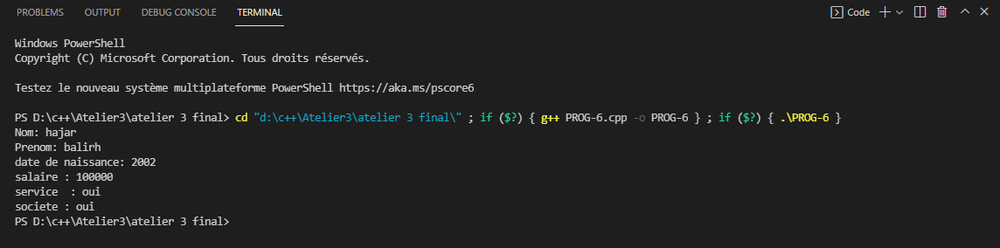 PROBLEMS OUTPUT DEBUG CONSOLE TERMINAL Code
Windows PowerShell
Copyright (C) Microsoft Corporation. Tous droits réservés.
Testez le nouveau système multiplateforme PowerShell https://aka.ms/pscore6
PS D:\c++\Atelier3\atelier 3 final> cd "d:\c++\Atelier3\atelier 3 final\" ; if ($?) { g++ PROG-6.cpp -o PROG-6 } ; if ($?) { .\PROG-6 }
Nom: hajar
Prenom: balirh
date de naissance: 2002
salaire : 100000
service  : oui
societe : oui
PS D:\c++\Atelier3\atelier 3 final>